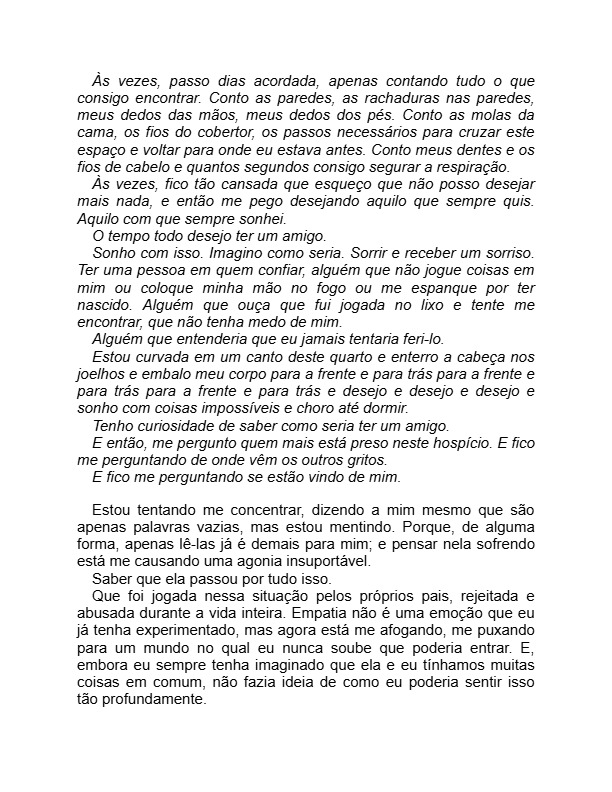 Às vezes, passo dias acordada, apenas contando tudo o que
consigo encontrar. Conto as paredes, as rachaduras nas paredes,
meus dedos das mãos, meus dedos dos pés. Conto as molas da
cama, os fios do cobertor, os passos necessários para cruzar este
espaço e voltar para onde eu estava antes. Conto meus dentes e os
fios de cabelo e quantos segundos consigo segurar a respiração.
Às vezes, fico tão cansada que esqueço que não posso desejar
mais nada, e então me pego desejando aquilo que sempre quis.
Aquilo com que sempre sonhei.
O tempo todo desejo ter um amigo.
Sonho com isso. Imagino como seria. Sorrir e receber um sorriso.
Ter uma pessoa em quem confiar, alguém que não jogue coisas em
mim ou coloque minha mão no fogo ou me espanque por ter
nascido. Alguém que ouça que fui jogada no lixo e tente me
encontrar, que não tenha medo de mim.
Alguém que entenderia que eu jamais tentaria feri-lo.
Estou curvada em um canto deste quarto e enterro a cabeça nos
joelhos e embalo meu corpo para a frente e para trás para a frente e
para trás para a frente e para trás e desejo e desejo e desejo e
sonho com coisas impossíveis e choro até dormir.
Tenho curiosidade de saber como seria ter um amigo.
E então, me pergunto quem mais está preso neste hospício. E fico
me perguntando de onde vêm os outros gritos.
E fico me perguntando se estão vindo de mim.
Estou tentando me concentrar, dizendo a mim mesmo que são
apenas palavras vazias, mas estou mentindo. Porque, de alguma
forma, apenas lê-las já é demais para mim; e pensar nela sofrendo
está me causando uma agonia insuportável.
Saber que ela passou por tudo isso.
Que foi jogada nessa situação pelos próprios pais, rejeitada e
abusada durante a vida inteira. Empatia não é uma emoção que eu
já tenha experimentado, mas agora está me afogando, me puxando
para um mundo no qual eu nunca soube que poderia entrar. E,
embora eu sempre tenha imaginado que ela e eu tínhamos muitas
coisas em comum, não fazia ideia de como eu poderia sentir isso
tão profundamente.